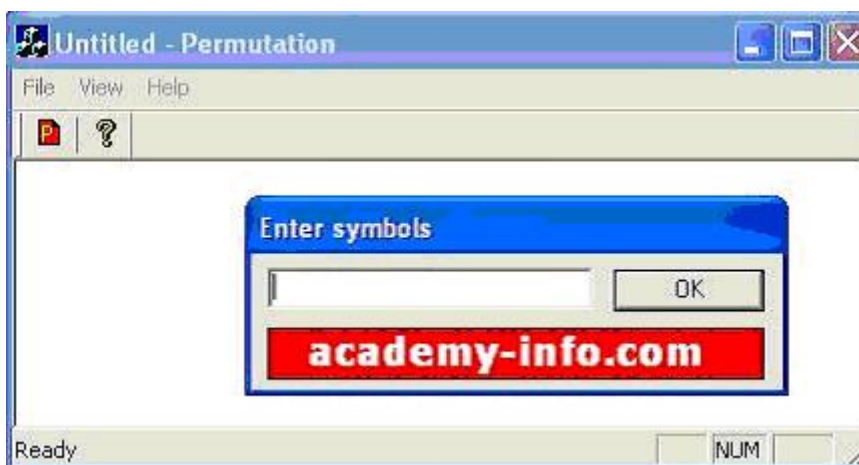 Untitled - Permutation
File View Help
P ?
Enter symbols
OK
academy-info.com
Ready
NUM